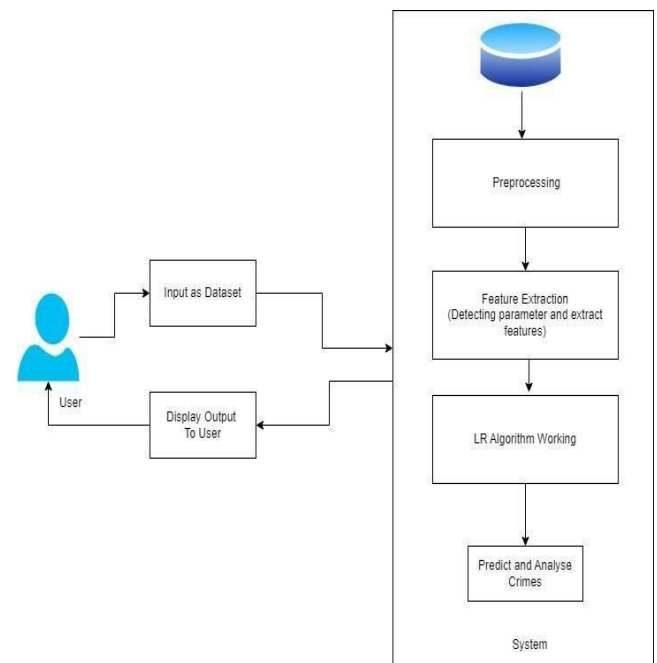 User
Input as Dataset
Display Output
To User
Preprocessing
Feature Extraction
(Detecting parameter and extract
features)
LR Algorithm Working
Predict and Analyse
Crimes
System